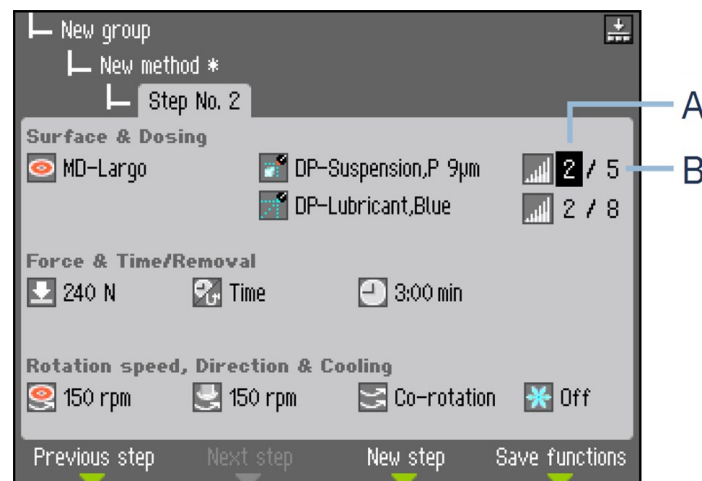 New group
New method *
Step No. 2
Surface & Dosing
MD-Largo DP-Suspension,P 9µm 2 / 5
DP-Lubricant,Blue 2 / 8
Force & Time/Removal
240 N Time 3:00 min
Rotation speed, Direction & Cooling
150 rpm 150 rpm Co-rotation Off
Previous step Next step New step Save functions
A
B